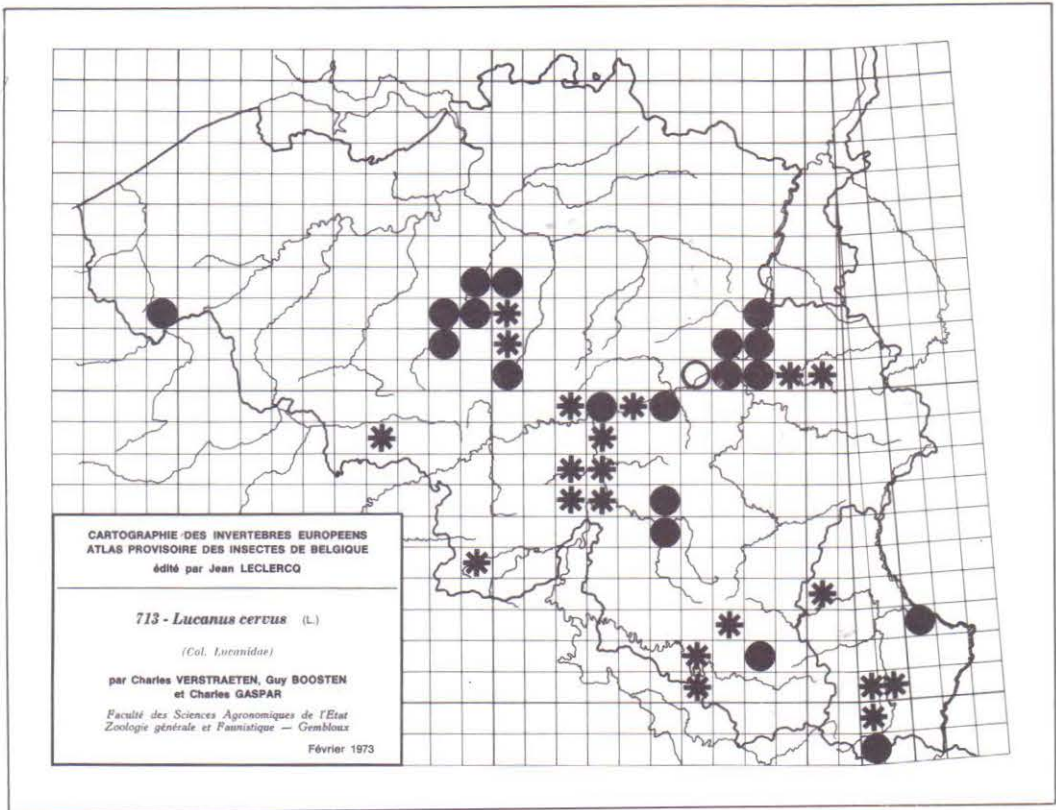 CARTOGRAPHIE DES INVERTEBRES EUROPEENS
ATLAS PROVISOIRE DES INSECTES DE BELGIQUE
édité par Jean LECLERCQ
713 - Lucanus cervus (L.)
(Col. Lucanidae)
par Charles VERSTRAETEN, Guy BOOSTEN
et Charles GASPAR
Faculté des Sciences Agronomiques de l'Etat
Zoologie générale et Faunistique — Gembloux
Février 1973